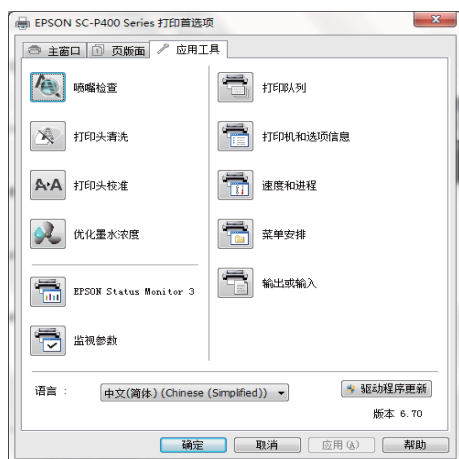 EPSON SC-P400 Series 打印首选项
主窗口 页版面 应用工具
喷嘴检查
打印头清洗
A·A 打印头校准
优化墨水浓度
EPSON Status Monitor 3
监视参数
打印队列
打印机和选项信息
速度和进程
菜单安排
输出或输入
语言 : 中文(简体) (Chinese (Simplified)) 驱动程序更新
版本 6.70
确定 取消 应用(A) 帮助